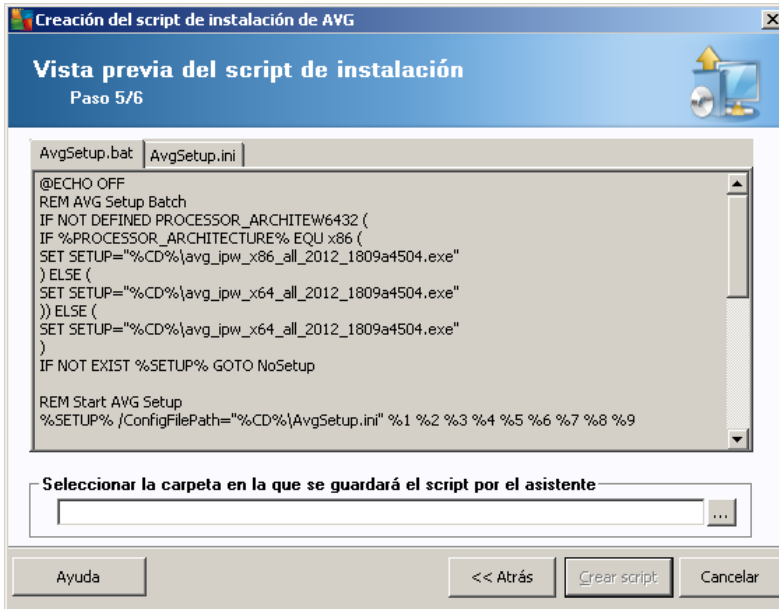 Creación del script de instalación de AVG
Vista previa del script de instalación
Paso 5/6
AvgSetup.bat AvgSetup.ini
@ECHO OFF
REM AVG Setup Batch
IF NOT DEFINED PROCESSOR_ARCHITEW6432 (
IF %PROCESSOR_ARCHITECTURE% EQU x86 (
SET SETUP="%CD%\avg_ipw_x86_all_2012_1809a4504.exe"
) ELSE (
SET SETUP="%CD%\avg_ipw_x64_all_2012_1809a4504.exe"
)) ELSE (
SET SETUP="%CD%\avg_ipw_x64_all_2012_1809a4504.exe"
)
IF NOT EXIST %SETUP% GOTO NoSetup
REM Start AVG Setup
%SETUP% /ConfigFilePath="%CD%\AvgSetup.ini" %1 %2 %3 %4 %5 %6 %7 %8 %9
Seleccionar la carpeta en la que se guardará el script por el asistente
...
Ayuda << Atrás Crear script Cancelar